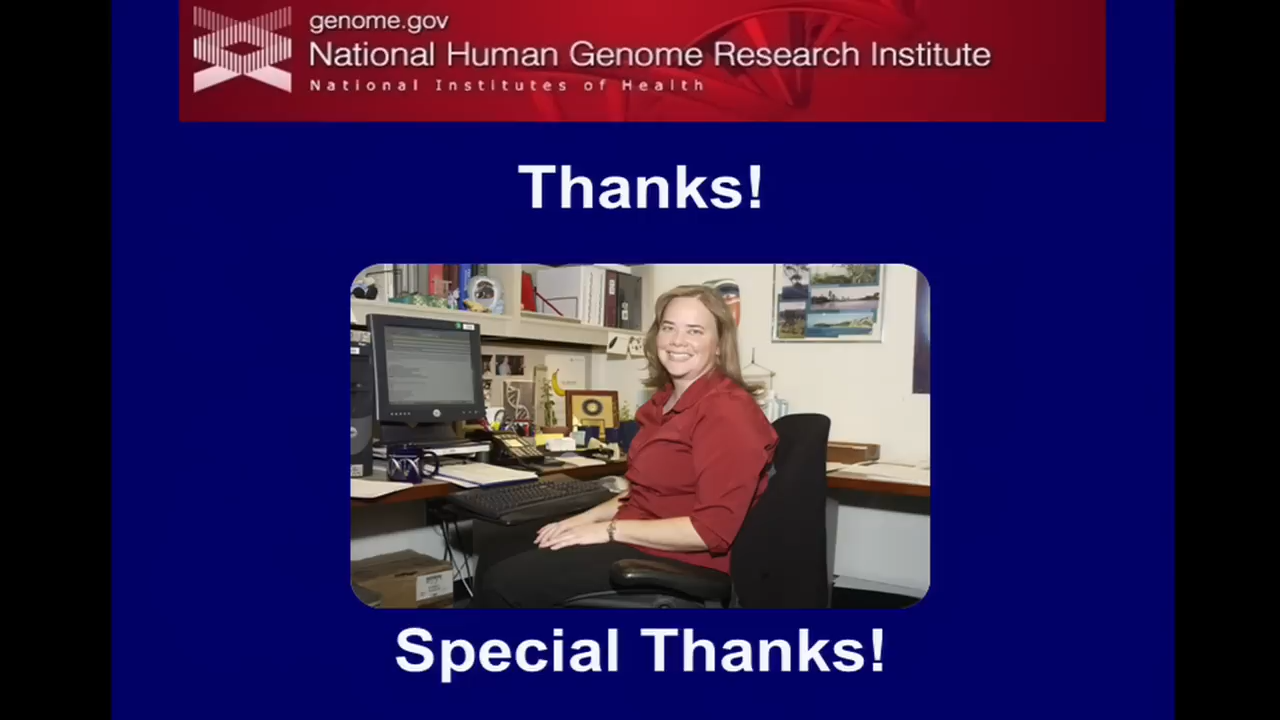 genome.gov
National Human Genome Research Institute
National Institutes of Health
Thanks!
Special Thanks!